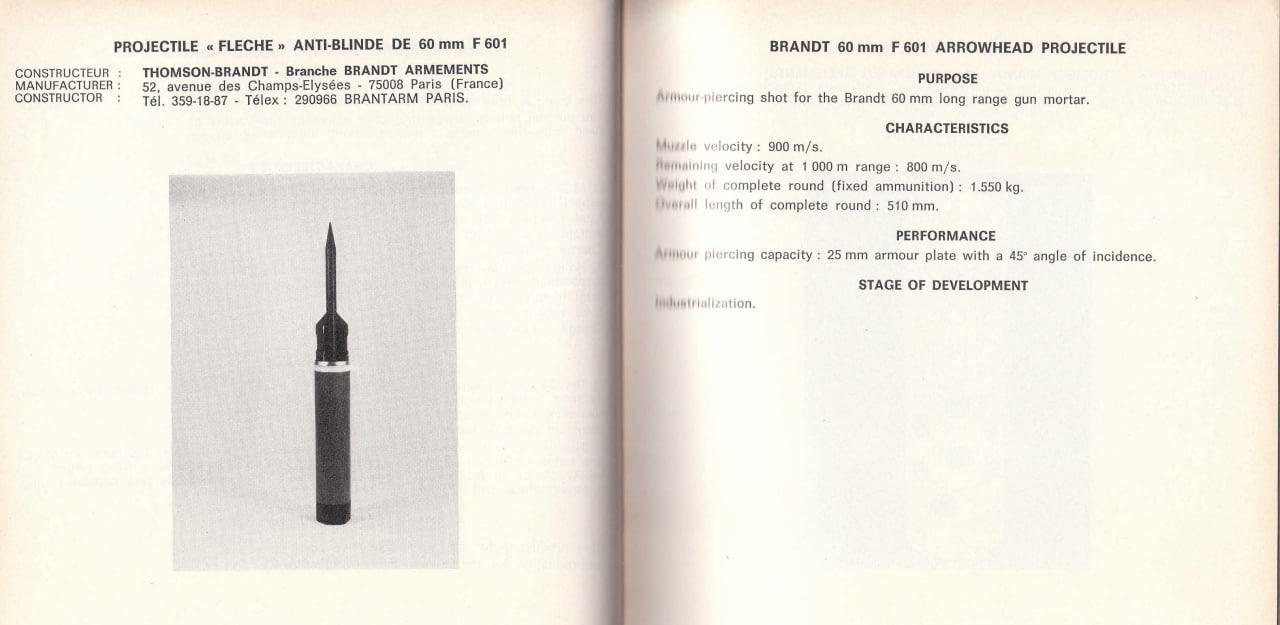 PROJECTILE « FLECHE » ANTI-BLINDE DE 60 mm F 601
CONSTRUCTEUR : THOMSON-BRANDT - Branche BRANDT ARMEMENTS
MANUFACTURER : 52, avenue des Champs-Elysées - 75008 Paris (France)
CONSTRUCTOR : Tél. 359-18-87 - Télex : 290966 BRANTARM PARIS.
BRANDT 60 mm F 601 ARROWHEAD PROJECTILE
PURPOSE
Armour-piercing shot for the Brandt 60 mm long range gun mortar.
CHARACTERISTICS
Muzzle velocity : 900 m/s.
Remaining velocity at 1 000 m range : 800 m/s.
Weight of complete round (fixed ammunition) : 1.550 kg.
Overall length of complete round : 510 mm.
PERFORMANCE
Armour piercing capacity : 25 mm armour plate with a 45° angle of incidence.
STAGE OF DEVELOPMENT
Industrialization.